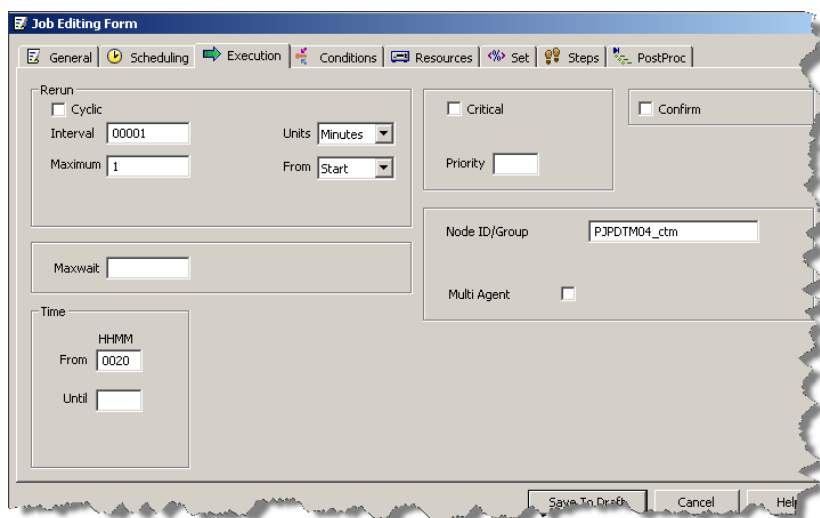 Job Editing Form
General Scheduling Execution Conditions Resources Set Steps PostProc
Rerun
Cyclic
Interval 00001 Units Minutes
Maximum 1 From Start
Critical
Priority
Confirm
Node ID/Group PJPDTM04_ctm
Multi Agent
Maxwait
Time
HHMM
From 0020
Until
Save To Draft Cancel Help